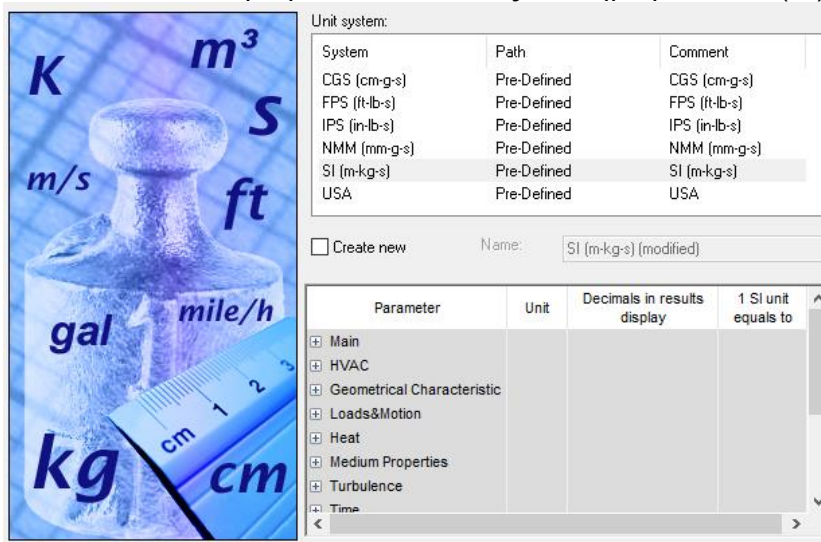 K
m³
s
m/s
ft
gal
mile/h
kg
cm 1 2 3
cm
Unit system:
System Path Comment
CGS (cm-g-s) Pre-Defined CGS (cm-g-s)
FPS (ft-lb-s) Pre-Defined FPS (ft-lb-s)
IPS (in-lb-s) Pre-Defined IPS (in-lb-s)
NMM (mm-g-s) Pre-Defined NMM (mm-g-s)
SI (m-kg-s) Pre-Defined SI (m-kg-s)
USA Pre-Defined USA
Create new Name: SI (m-kg-s) (modified)
Parameter Unit Decimals in results display 1 SI unit equals to
Main
HVAC
Geometrical Characteristic
Loads&Motion
Heat
Medium Properties
Turbulence
Time